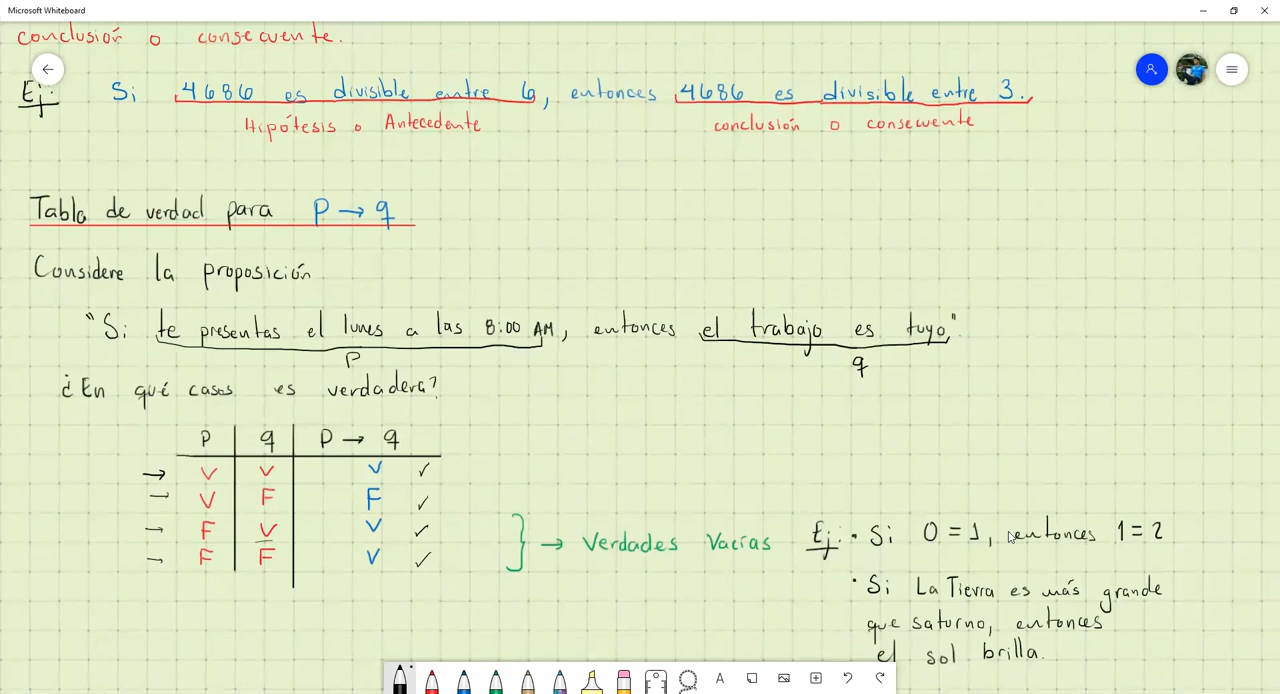 Microsoft Whiteboard
conclusión o consecuente.
Ej: Si 4686 es divisible entre 6, entonces 4686 es divisible entre 3.
Hipótesis o Antecedente conclusión o consecuente
Tabla de verdad para P → q
Considere la proposición
"Si te presentas el lunes a las 8:00 AM, entonces el trabajo es tuyo."
P q
¿En qué casos es verdadera?
P q P → q
→ V V V ✓
– V F F ✓
– F V V ✓
– F F V ✓
} → Verdades Vacías
Ej: • Si 0 = 1, entonces 1 = 2
• Si La Tierra es más grande
que saturno, entonces
el sol brilla.
A